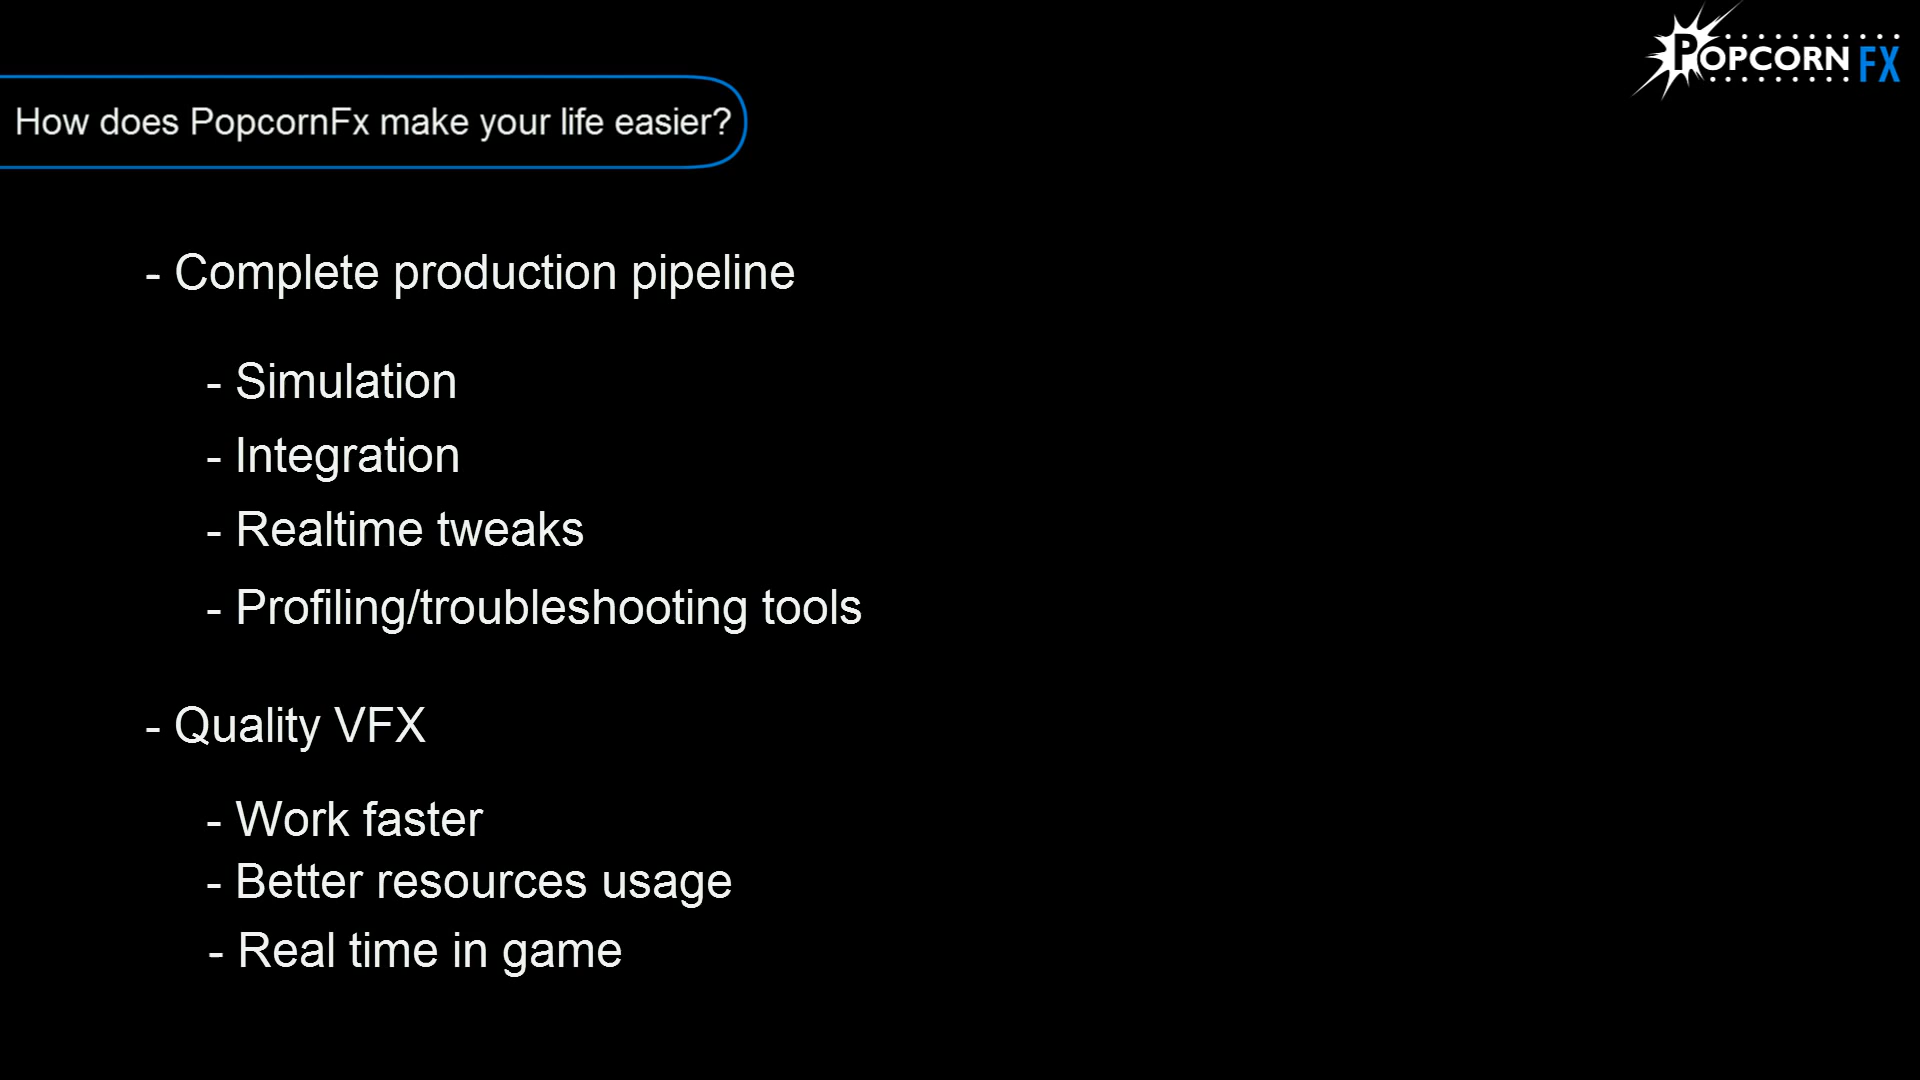 POPCORN FX
How does PopcornFx make your life easier?
- Complete production pipeline
- Simulation
- Integration
- Realtime tweaks
- Profiling/troubleshooting tools
- Quality VFX
- Work faster
- Better resources usage
- Real time in game